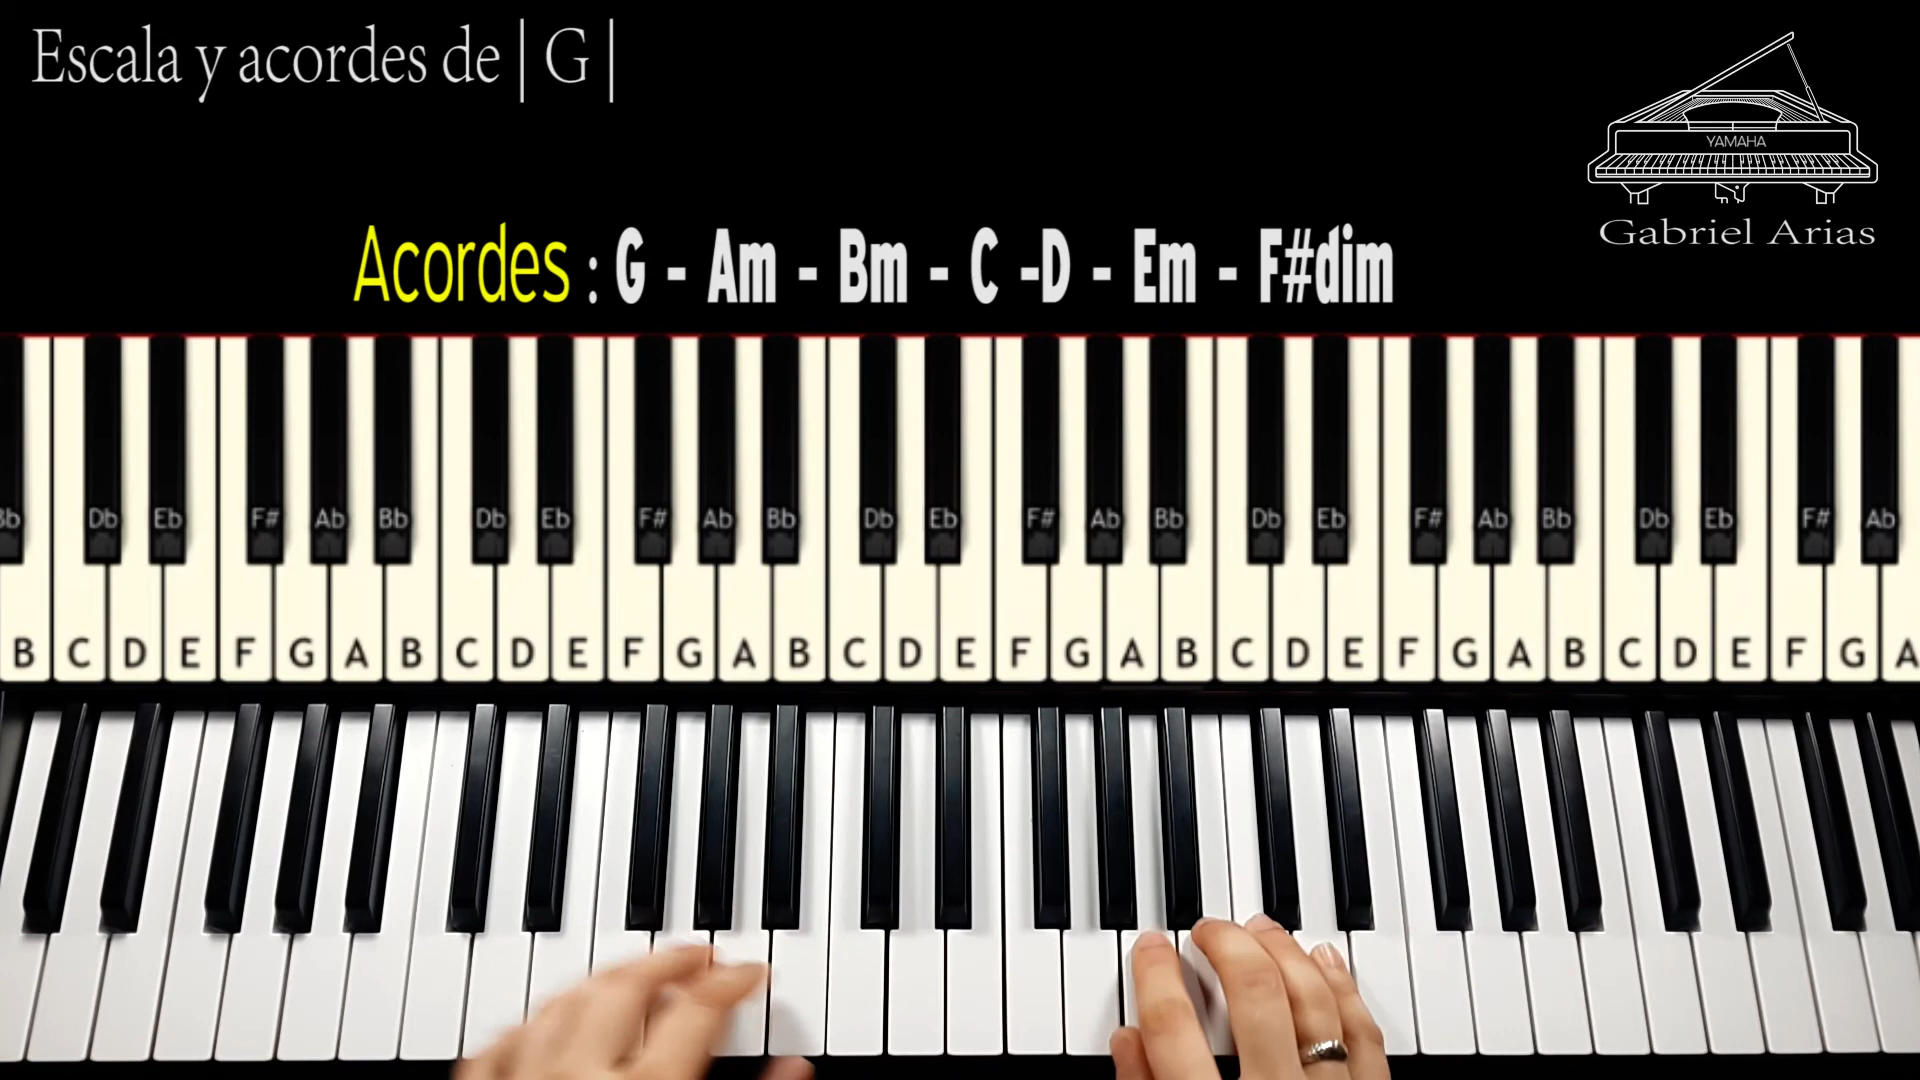 Escala y acordes de | G |
YAMAHA
Gabriel Arias
Acordes : G - Am - Bm - C -D - Em - F#dim
Bb Db Eb F# Ab Bb Db Eb F# Ab Bb Db Eb F# Ab Bb Db Eb F# Ab Bb Db Eb F# Ab
B C D E F G A B C D E F G A B C D E F G A B C D E F G A B C D E F G A